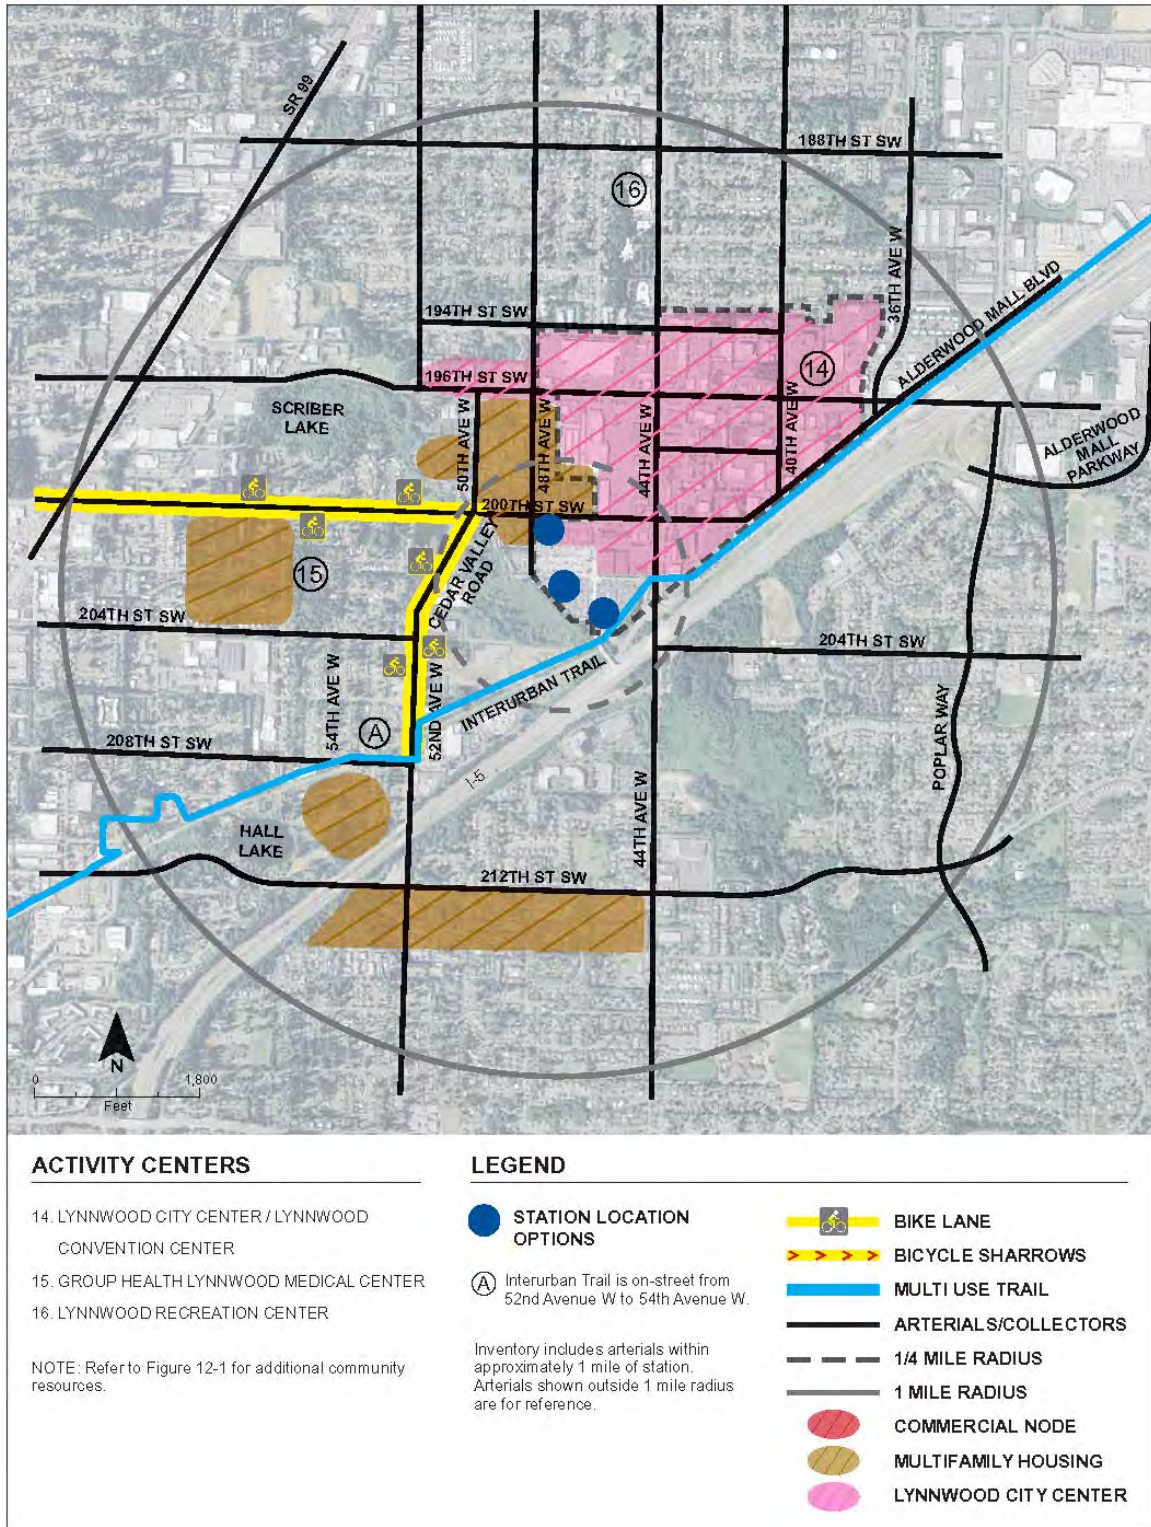 SR 99
188TH ST SW
16
36TH AVE W
ALDERWOOD MALL BLVD
194TH ST SW
14
196TH ST SW
SCRIBER
LAKE
50TH AVE W
48TH AVE W
44TH AVE W
40TH AVE W
ALDERWOOD
MALL
PARKWAY
200TH ST SW
CEDAR VALLEY
ROAD
15
204TH ST SW
204TH ST SW
54TH AVE W
52ND AVE W
INTERURBAN TRAIL
A
208TH ST SW
I-5
POPLAR WAY
44TH AVE W
HALL
LAKE
212TH ST SW
N
0
1,800
Feet
ACTIVITY CENTERS
14. LYNNWOOD CITY CENTER / LYNNWOOD
CONVENTION CENTER
15. GROUP HEALTH LYNNWOOD MEDICAL CENTER
16. LYNNWOOD RECREATION CENTER
NOTE: Refer to Figure 12-1 for additional community
resources.
LEGEND
STATION LOCATION
OPTIONS
A Interurban Trail is on-street from
52nd Avenue W to 54th Avenue W.
Inventory includes arterials within
approximately 1 mile of station.
Arterials shown outside 1 mile radius
are for reference.
BIKE LANE
BICYCLE SHARROWS
MULTI USE TRAIL
ARTERIALS/COLLECTORS
1/4 MILE RADIUS
1 MILE RADIUS
COMMERCIAL NODE
MULTIFAMILY HOUSING
LYNNWOOD CITY CENTER